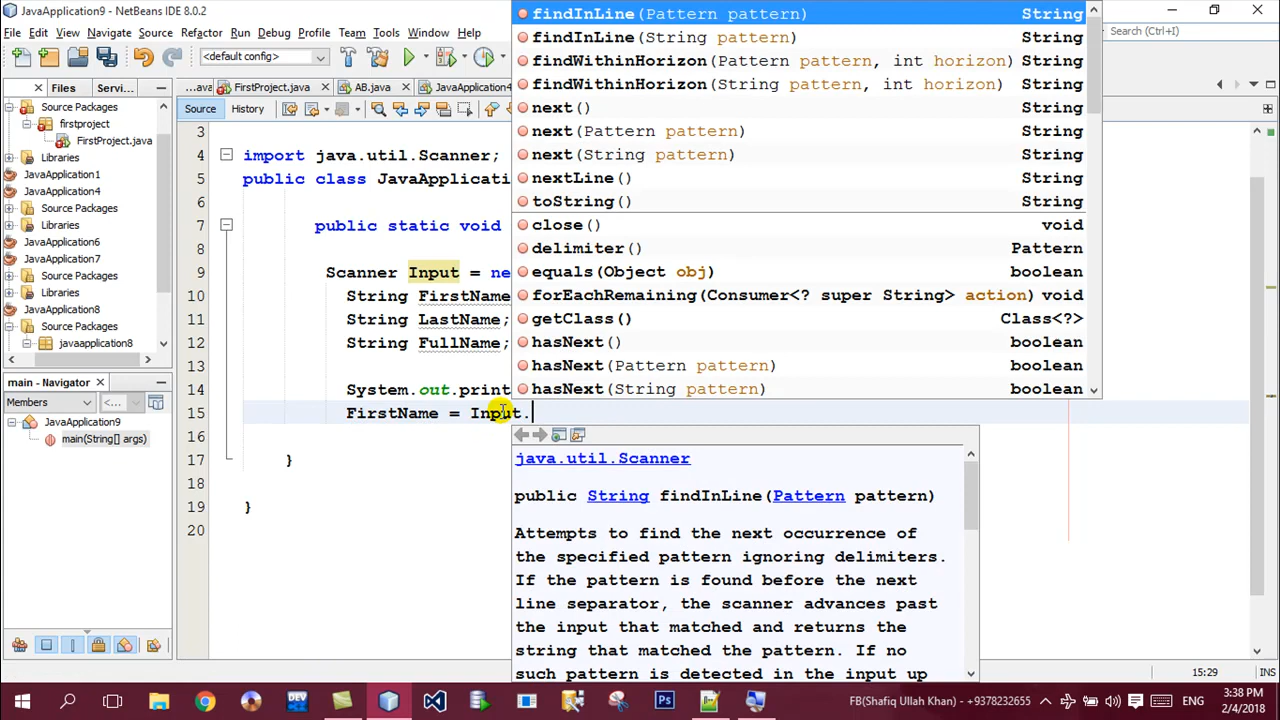 JavaApplication9 - NetBeans IDE 8.0.2
File Edit View Navigate Source Refactor Run Debug Profile Team Tools Window Help
Search (Ctrl+I)
<default config>
Files
Servi...
...ava
FirstProject.java
AB.java
JavaApplication4
Source Packages
firstproject
FirstProject.java
Libraries
JavaApplication1
JavaApplication4
Source Packages
Libraries
JavaApplication6
JavaApplication7
Source Packages
Libraries
JavaApplication8
Source Packages
javaapplication8
main - Navigator
Members
<...
JavaApplication9
main(String[] args)
Source
History
3
4 import java.util.Scanner;
5 public class JavaApplicati
6
7 public static void
8
9 Scanner Input = ne
10 String FirstName
11 String LastName;
12 String FullName;
13
14 System.out.print
15 FirstName = Input.
16
17 }
18
19 }
20
findInLine(Pattern pattern) String
findInLine(String pattern) String
findWithinHorizon(Pattern pattern, int horizon) String
findWithinHorizon(String pattern, int horizon) String
next() String
next(Pattern pattern) String
next(String pattern) String
nextLine() String
toString() String
close() void
delimiter() Pattern
equals(Object obj) boolean
forEachRemaining(Consumer<? super String> action) void
getClass() Class<?>
hasNext() boolean
hasNext(Pattern pattern) boolean
hasNext(String pattern) boolean
java.util.Scanner
public String findInLine(Pattern pattern)
Attempts to find the next occurrence of
the specified pattern ignoring delimiters.
If the pattern is found before the next
line separator, the scanner advances past
the input that matched and returns the
string that matched the pattern. If no
such pattern is detected in the input up
15:29
INS
DEV
Ps
FB(Shafiq Ullah Khan) - +9378232655
ENG
3:38 PM
2/4/2018